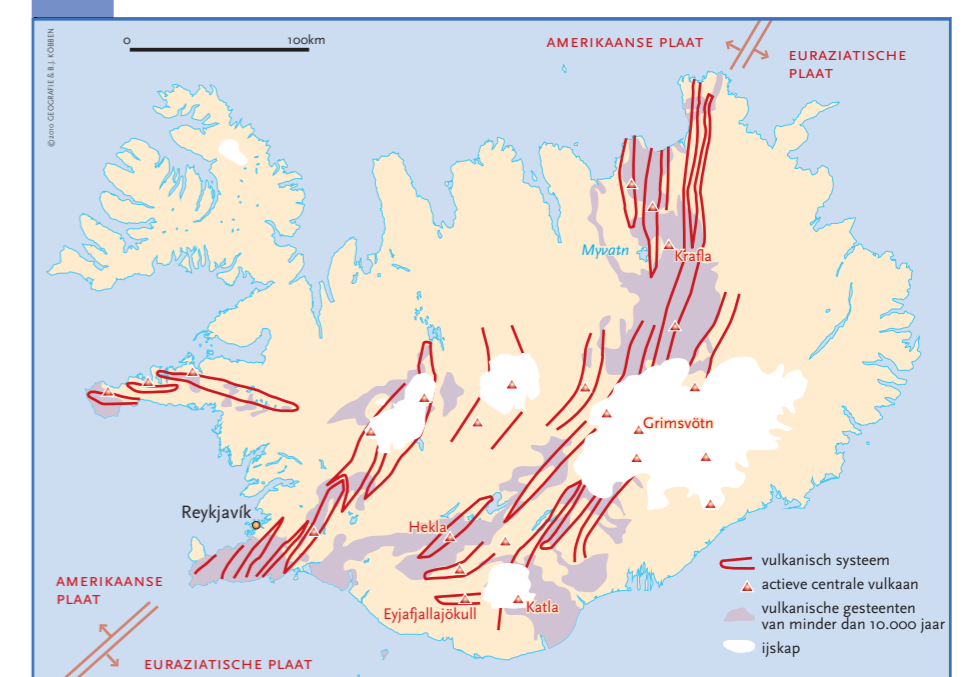 ©2010 GEOGRAFIE & B.J. KÖBBEN
0
100km
AMERIKAANSE PLAAT
EURAZIATISCHE
PLAAT
Myvatn
Krafla
Grimsvötn
Reykjavík
Hekla
Eyjafjallajökull
Katla
AMERIKAANSE
PLAAT
EURAZIATISCHE PLAAT
vulkanisch systeem
actieve centrale vulkaan
vulkanische gesteenten
van minder dan 10.000 jaar
ijskap